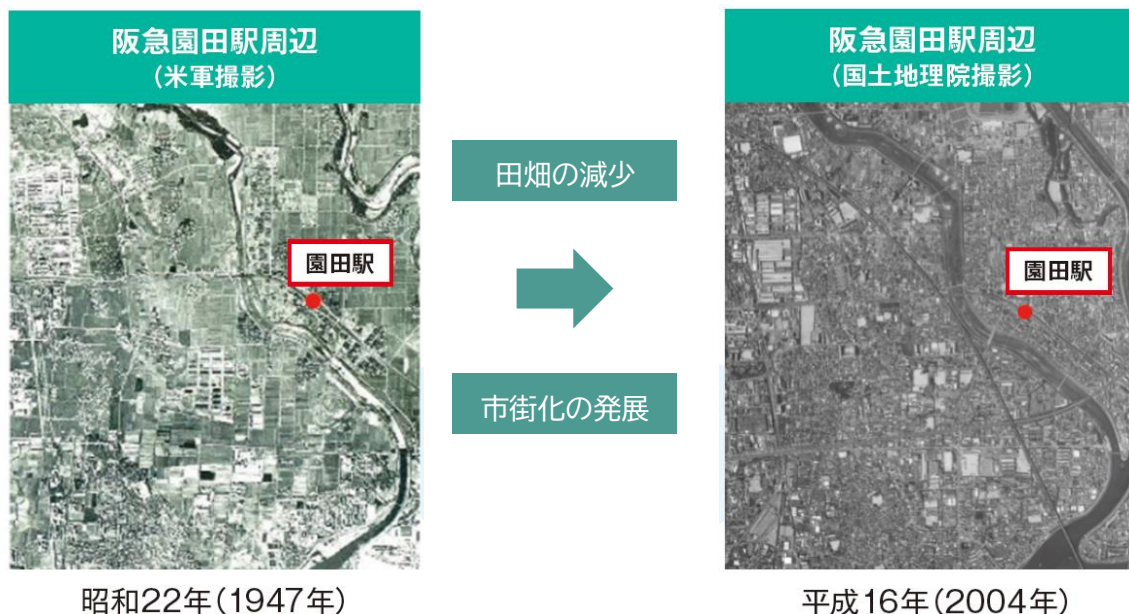 阪急園田駅周辺
(米軍撮影)
園田駅
昭和22年(1947年)
田畑の減少
市街化の発展
阪急園田駅周辺
(国土地理院撮影)
園田駅
平成16年(2004年)